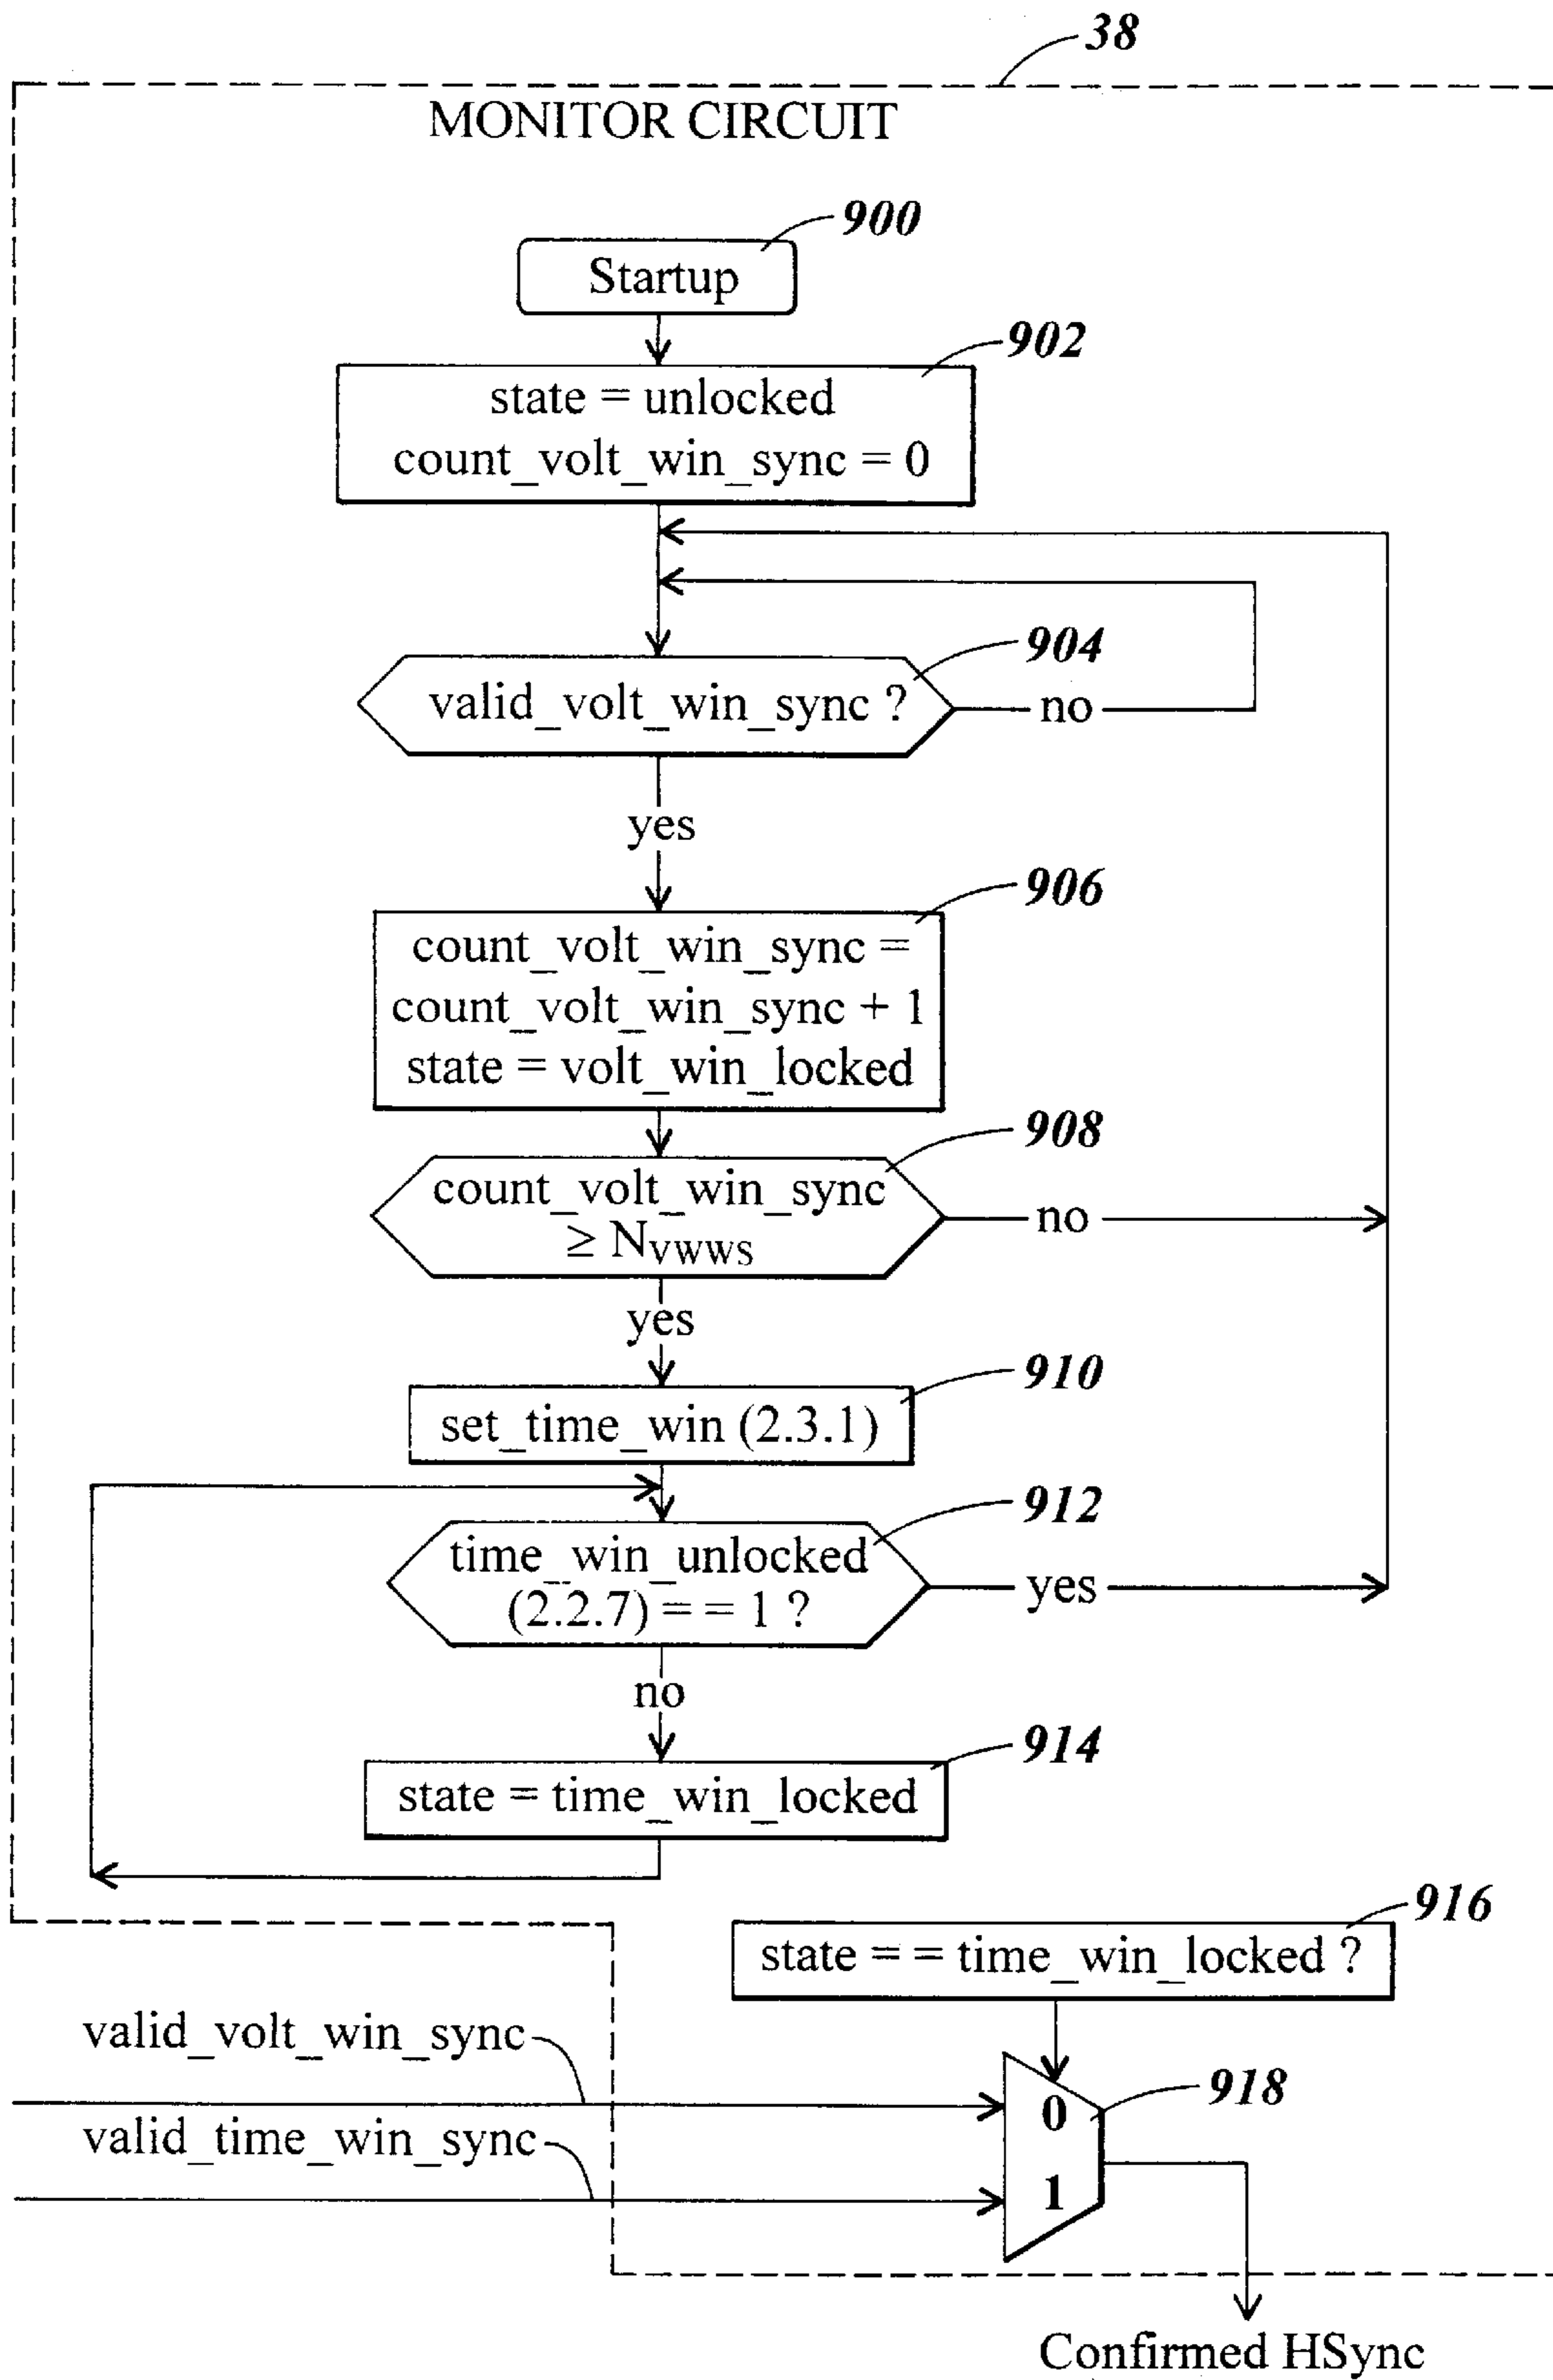 38
MONITOR CIRCUIT
900
Startup
902
state = unlocked
count_volt_win_sync = 0
904
valid_volt_win_sync ?
no
yes
906
count_volt_win_sync =
count_volt_win_sync + 1
state = volt_win_locked
908
count_volt_win_sync
≥ NVWWS
no
yes
910
set_time_win (2.3.1)
912
time_win_unlocked
(2.2.7) = = 1 ?
yes
no
914
state = time_win_locked
916
state = = time_win_locked ?
valid_volt_win_sync
918
0
valid_time_win_sync
1
Confirmed HSync